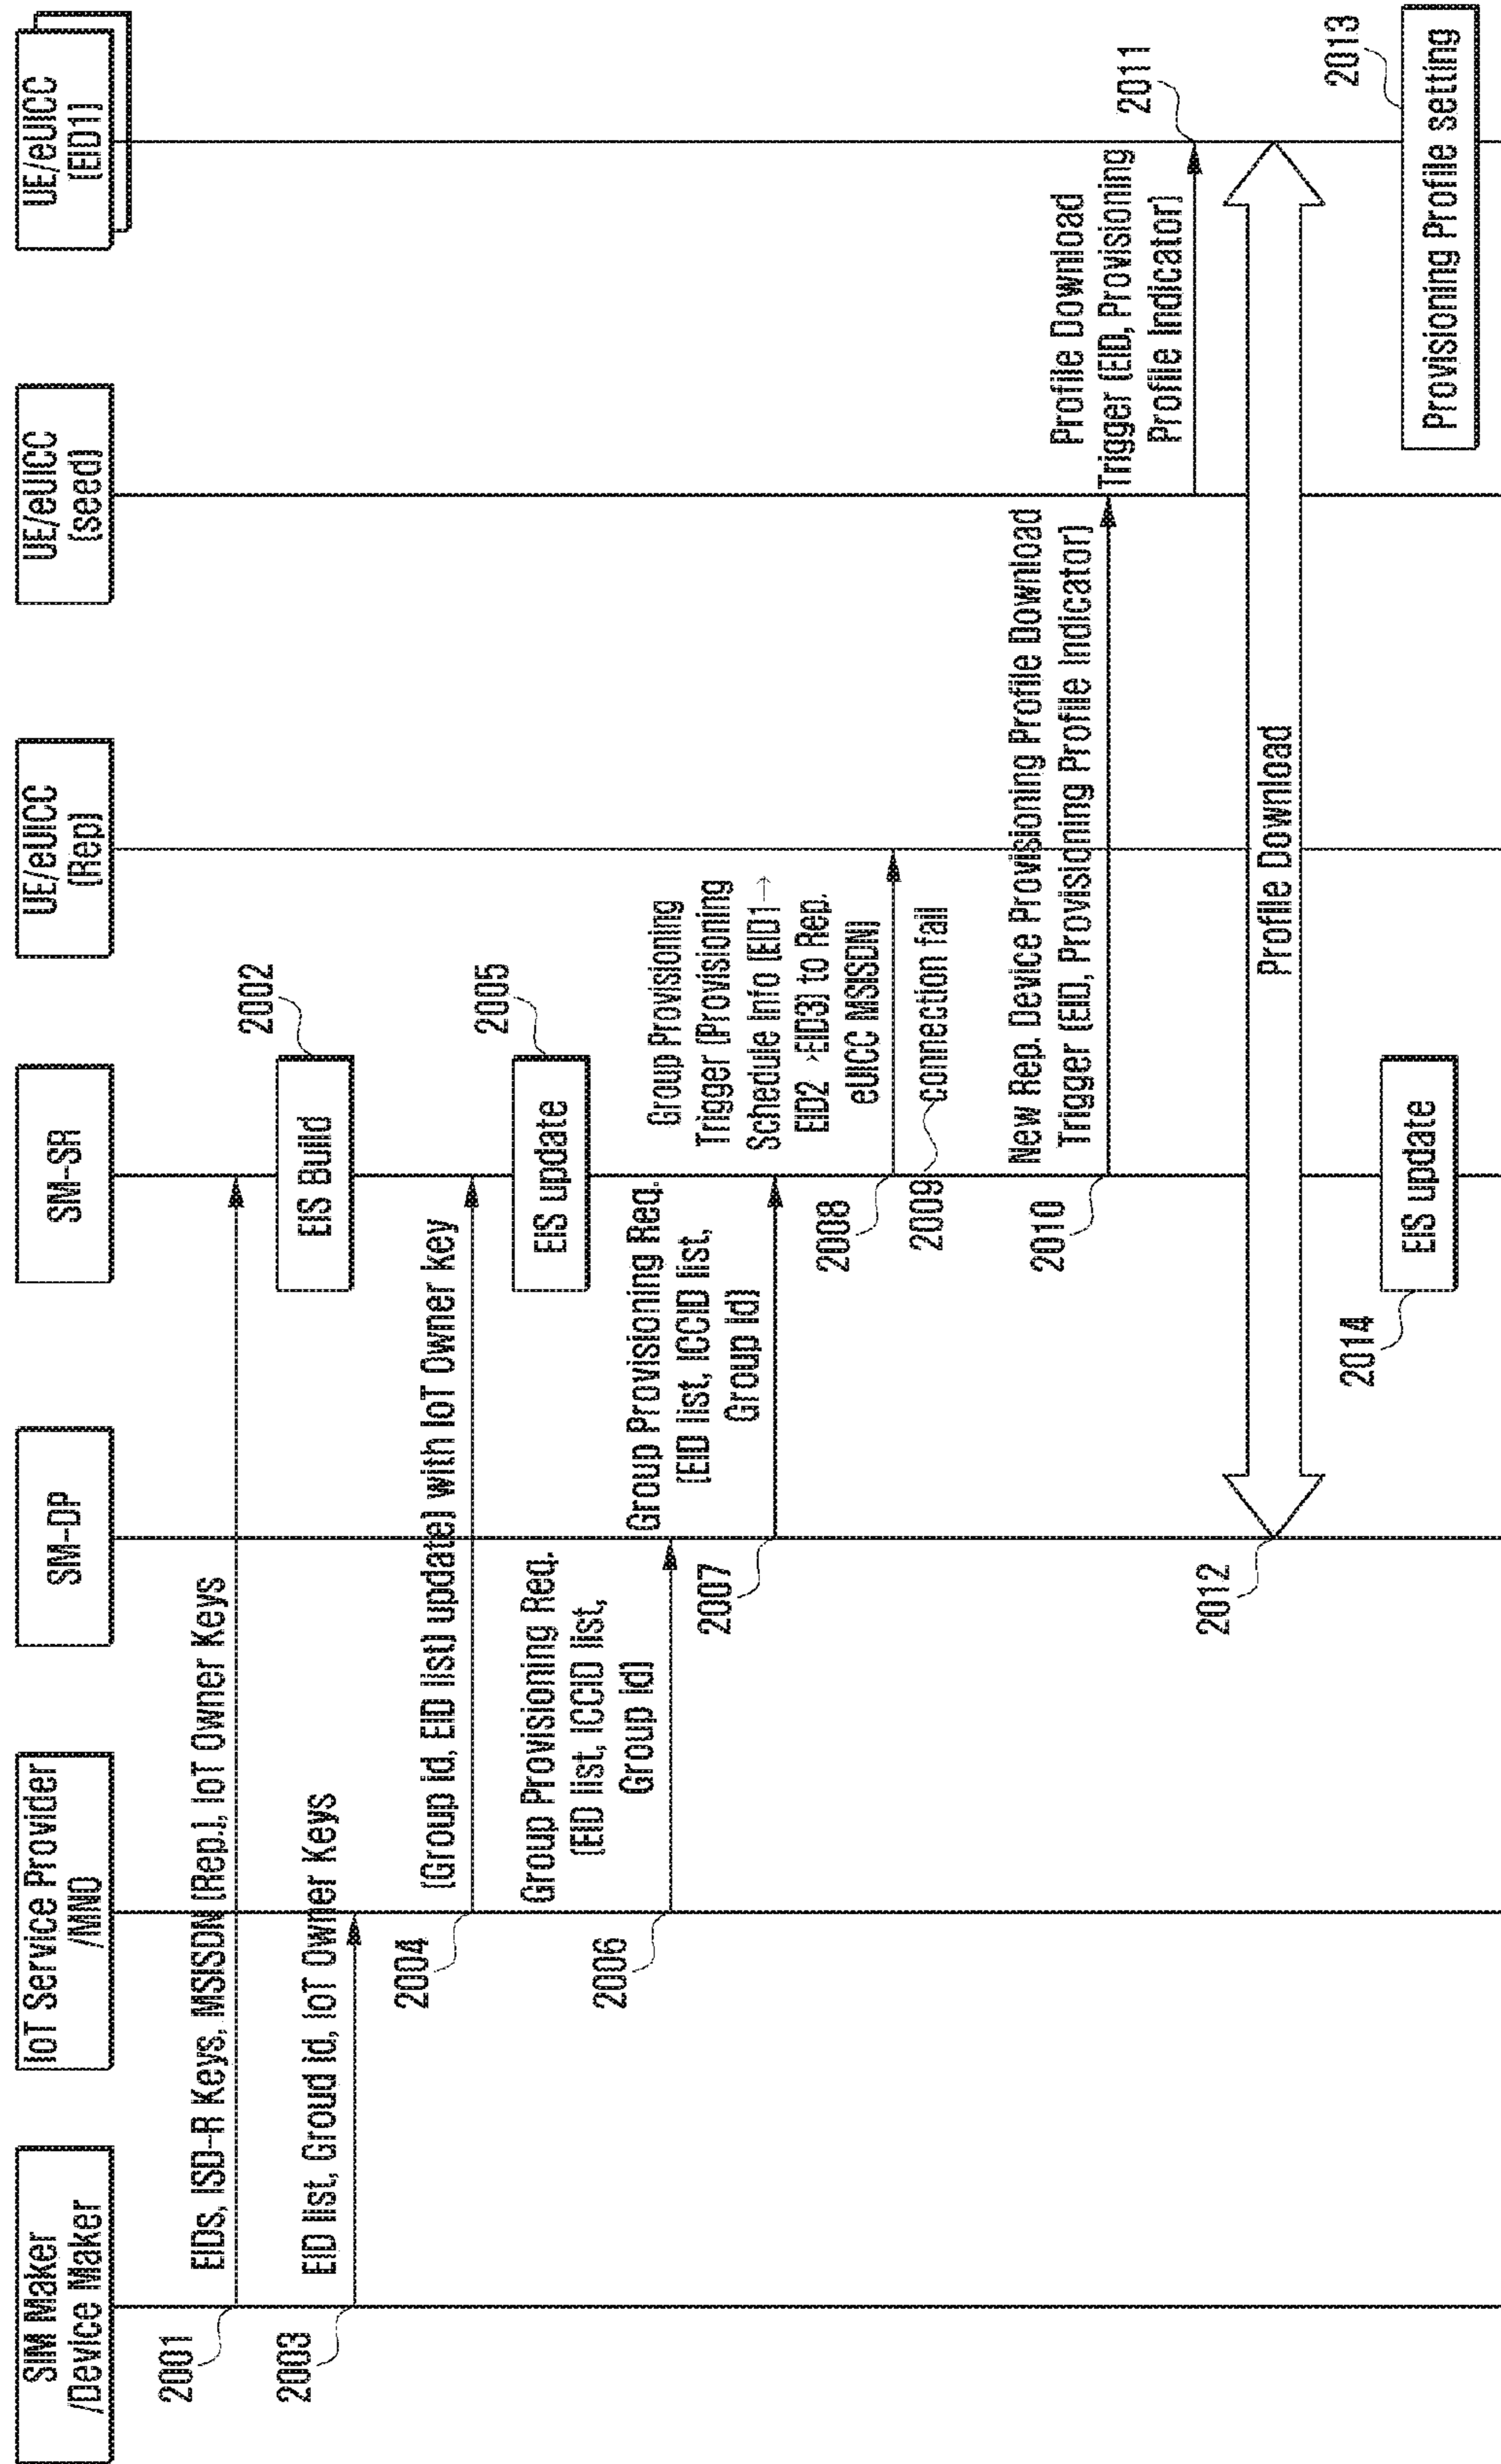 SIM Maker
/Device Maker
IoT Service Provider
/MNO
SM-DP
SM-SR
UE/eUICC
(Rep)
UE/eUICC
(seed)
UE/eUICC
(EID1)
2001
EIDs, ISD-R Keys, MSISDN (Rep.), IoT Owner Keys
EIS Build
2002
2003
EID list, Groud id, IoT Owner Keys
2004
(Group id, EID list) update) with IoT Owner key
EIS update
2005
2006
Group Provisioning Req.
(EID list, ICCID list,
Group id)
2007
Group Provisioning Req.
(EID list, ICCID list,
Group id)
2008
Group Provisioning
Trigger (Provisioning
Schedule Info (EID1→
EID2->EID3) to Rep.
eUICC MSISDN)
2009
connection fail
2010
New Rep. Device Provisioning Profile Download
Trigger (EID, Provisioning Profile Indicator)
Profile Download
Trigger (EID, Provisioning
Profile Indicator)
2011
2012
Profile Download
2013
Provisioning Profile setting
2014
EIS update